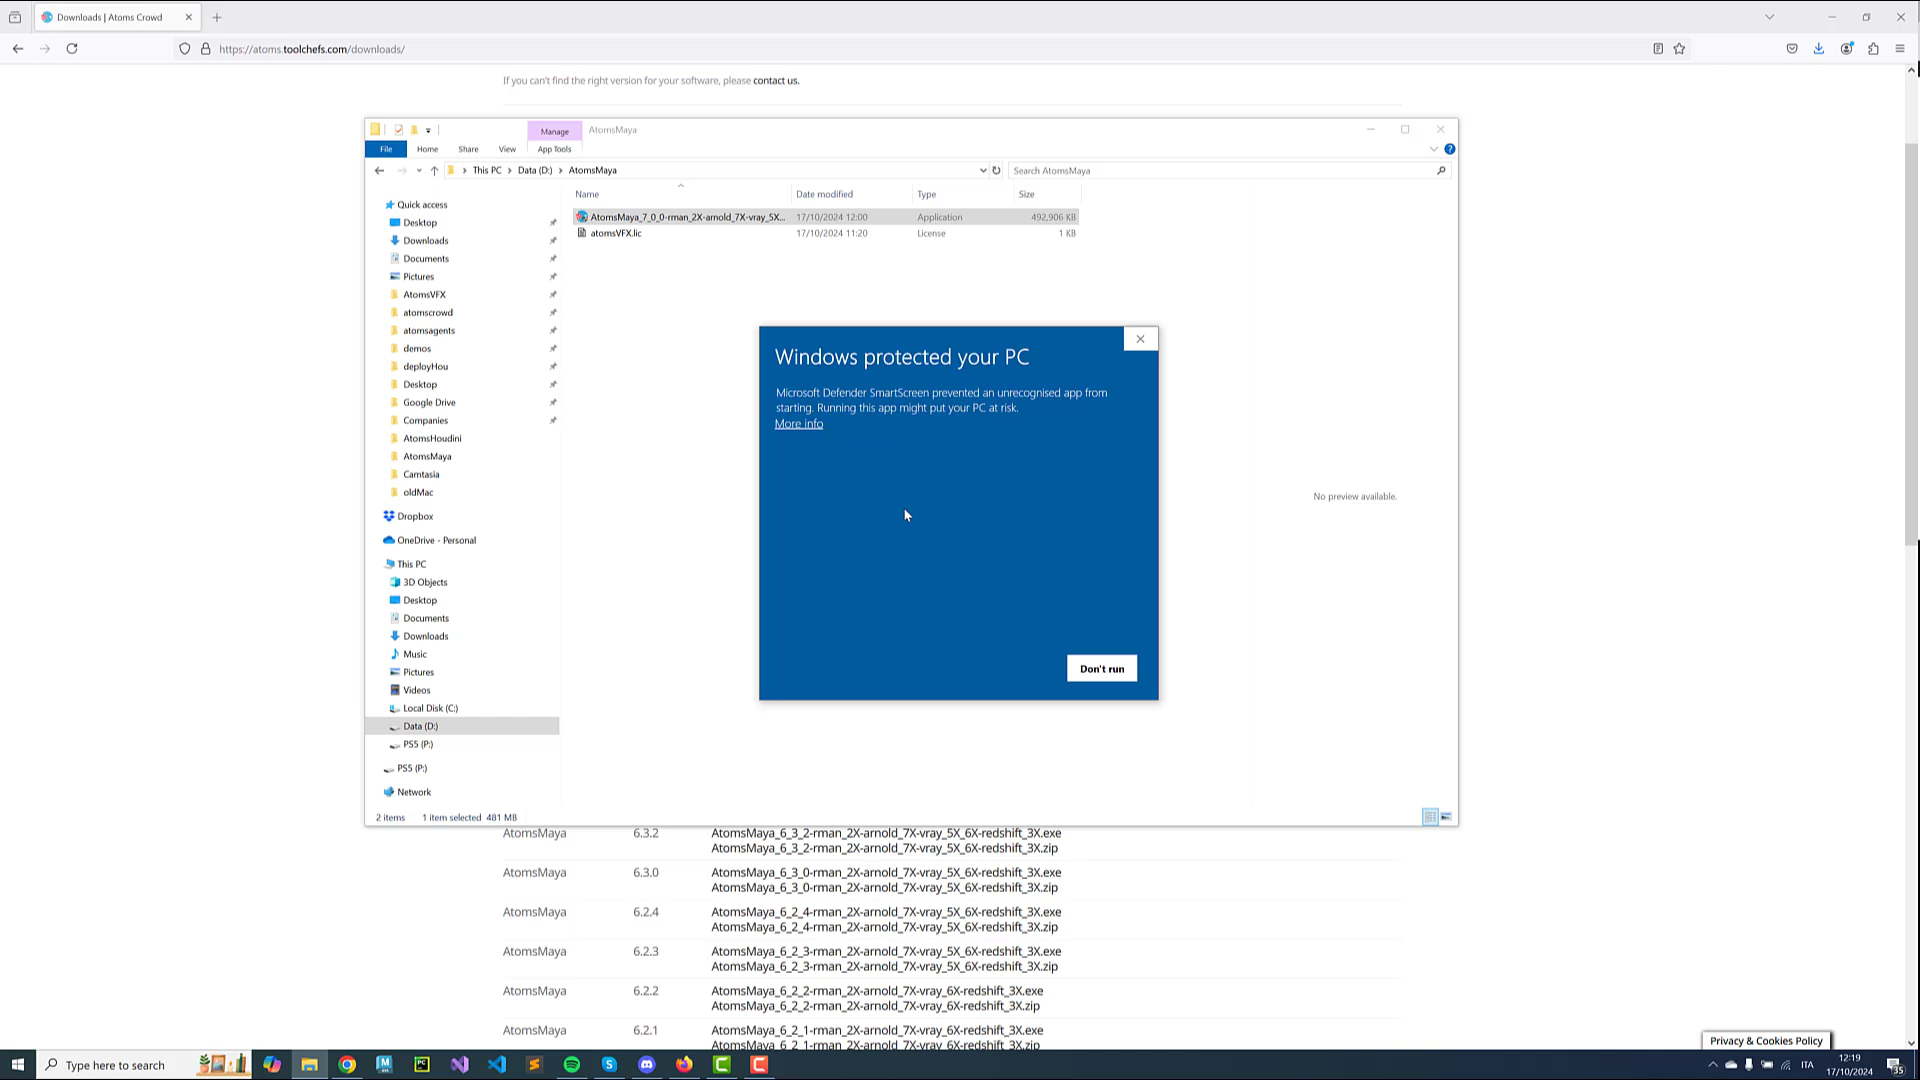 Downloads | Atoms Crowd
https://atoms.toolchefs.com/downloads/
If you can't find the right version for your software, please contact us.
Manage
AtomsMaya
File
Home
Share
View
App Tools
This PC
Data (D:)
AtomsMaya
Search AtomsMaya
Name
Date modified
Type
Size
AtomsMaya_7_0_0-rman_2X-arnold_7X-vray_5X...
17/10/2024 12:00
Application
492,906 KB
atomsVFX.lic
17/10/2024 11:20
License
1 KB
Quick access
Desktop
Downloads
Documents
Pictures
AtomsVFX
atomscrowd
atomsagents
demos
deployHou
Desktop
Google Drive
Companies
AtomsHoudini
AtomsMaya
Camtasia
oldMac
Dropbox
OneDrive - Personal
This PC
3D Objects
Desktop
Documents
Downloads
Music
Pictures
Videos
Local Disk (C:)
Data (D:)
PS5 (P:)
PS5 (P:)
Network
Windows protected your PC
Microsoft Defender SmartScreen prevented an unrecognised app from
starting. Running this app might put your PC at risk.
More info
Don't run
No preview available.
2 items
1 item selected 481 MB
AtomsMaya
6.3.2
AtomsMaya_6_3_2-rman_2X-arnold_7X-vray_5X_6X-redshift_3X.exe
AtomsMaya_6_3_2-rman_2X-arnold_7X-vray_5X_6X-redshift_3X.zip
AtomsMaya
6.3.0
AtomsMaya_6_3_0-rman_2X-arnold_7X-vray_5X_6X-redshift_3X.exe
AtomsMaya_6_3_0-rman_2X-arnold_7X-vray_5X_6X-redshift_3X.zip
AtomsMaya
6.2.4
AtomsMaya_6_2_4-rman_2X-arnold_7X-vray_5X_6X-redshift_3X.exe
AtomsMaya_6_2_4-rman_2X-arnold_7X-vray_5X_6X-redshift_3X.zip
AtomsMaya
6.2.3
AtomsMaya_6_2_3-rman_2X-arnold_7X-vray_5X_6X-redshift_3X.exe
AtomsMaya_6_2_3-rman_2X-arnold_7X-vray_5X_6X-redshift_3X.zip
AtomsMaya
6.2.2
AtomsMaya_6_2_2-rman_2X-arnold_7X-vray_6X-redshift_3X.exe
AtomsMaya_6_2_2-rman_2X-arnold_7X-vray_6X-redshift_3X.zip
AtomsMaya
6.2.1
AtomsMaya_6_2_1-rman_2X-arnold_7X-vray_6X-redshift_3X.exe
AtomsMaya_6_2_1-rman_2X-arnold_7X-vray_6X-redshift_3X.zip
Privacy & Cookies Policy
Type here to search
ITA
12:19
17/10/2024
35